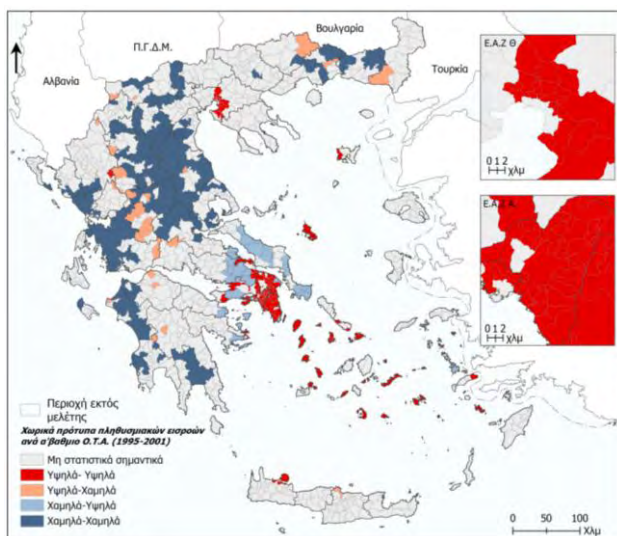 Βουλγαρία
Π.Γ.Δ.Μ.
Αλβανία
Τουρκία
Ε.Α.Ζ Θ
0 1 2
χλμ
Ε.Α.Ζ Α.
0 1 2
χλμ
Περιοχή εκτός
μελέτης
Χωρικά πρότυπα πληθυσμιακών εισροών
ανά α'βαθμιο Ο.Τ.Α. (1995-2001)
Μη στατιστικά σημαντικά
Υψηλά- Υψηλά
Υψηλά-Χαμηλά
Χαμηλά-Υψηλά
Χαμηλά-Χαμηλά
0 50 100
Χλμ